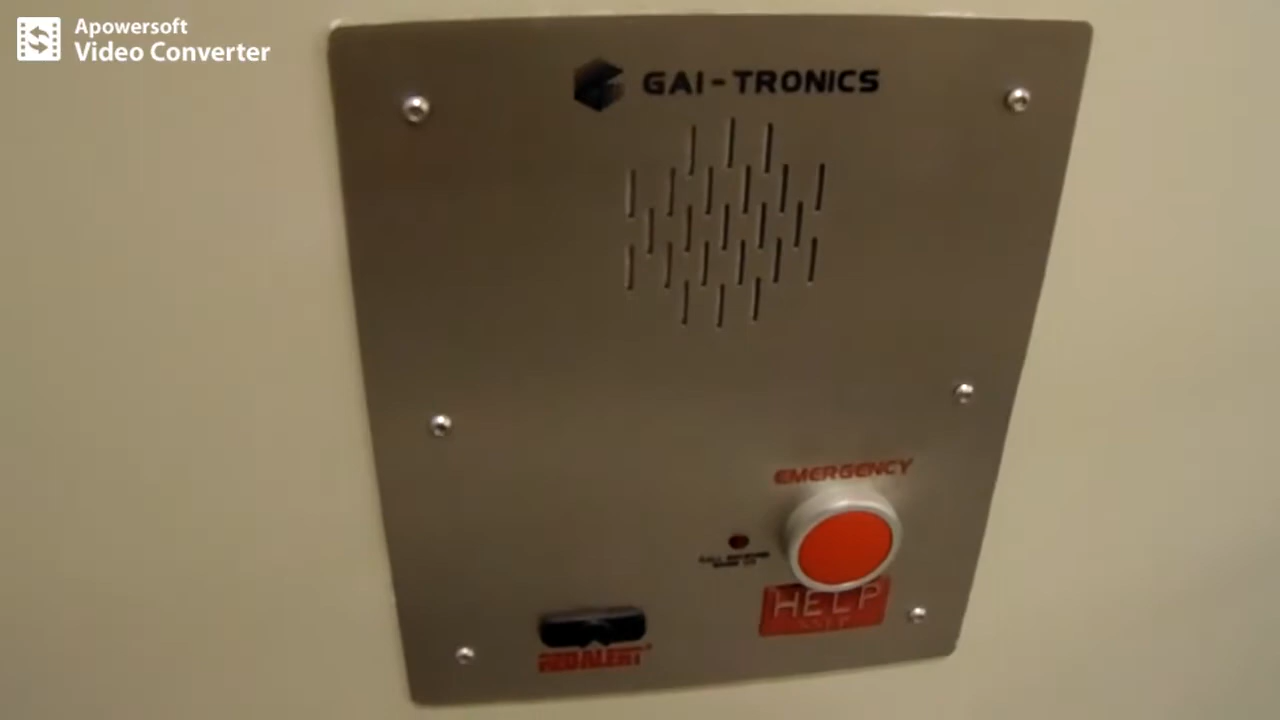 Apowersoft
Video Converter
GAI-TRONICS
EMERGENCY
HELP
RED ALERT